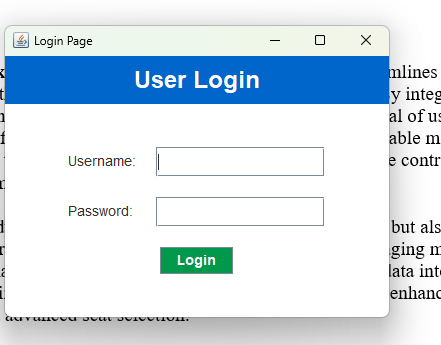 Login Page
User Login
Username:
Password:
Login
mlines
y integ
al of us
able m
e contr
but als
ging m
data int
enhanc
advanced seat selection.